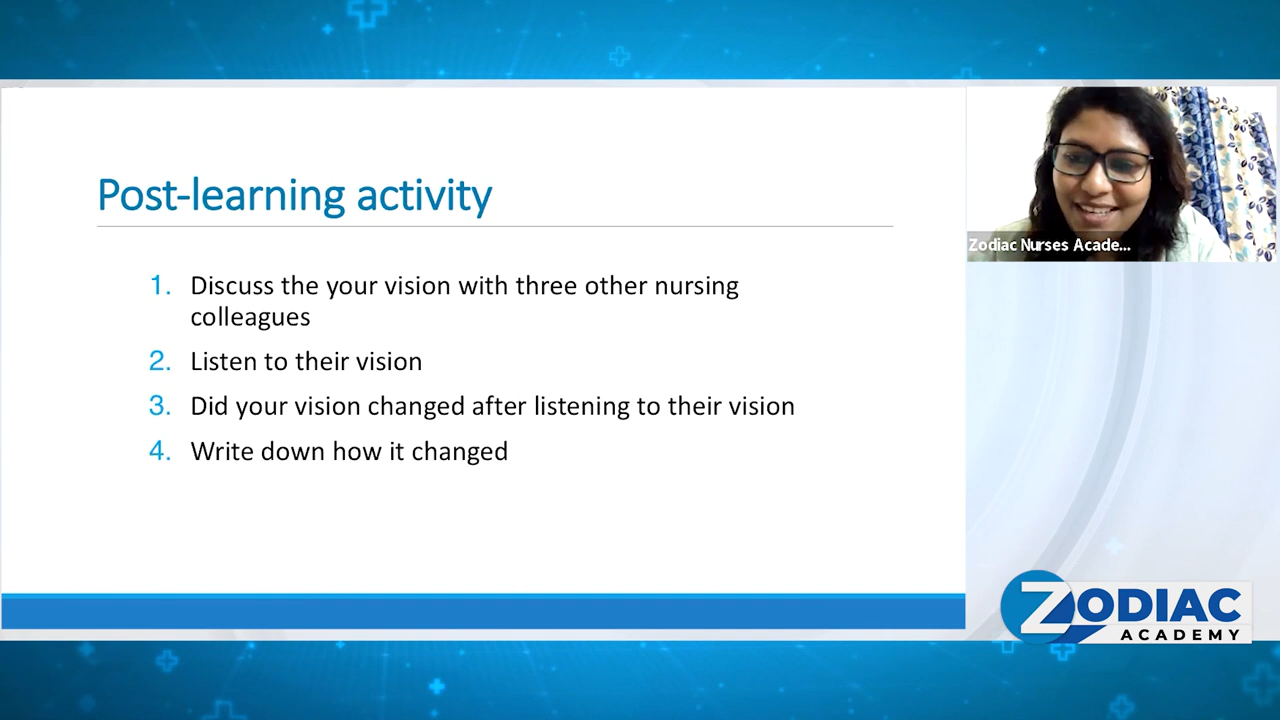 Post-learning activity
1. Discuss the your vision with three other nursing
colleagues
2. Listen to their vision
3. Did your vision changed after listening to their vision
4. Write down how it changed
Zodiac Nurses Acade...
ZODIAC
ACADEMY